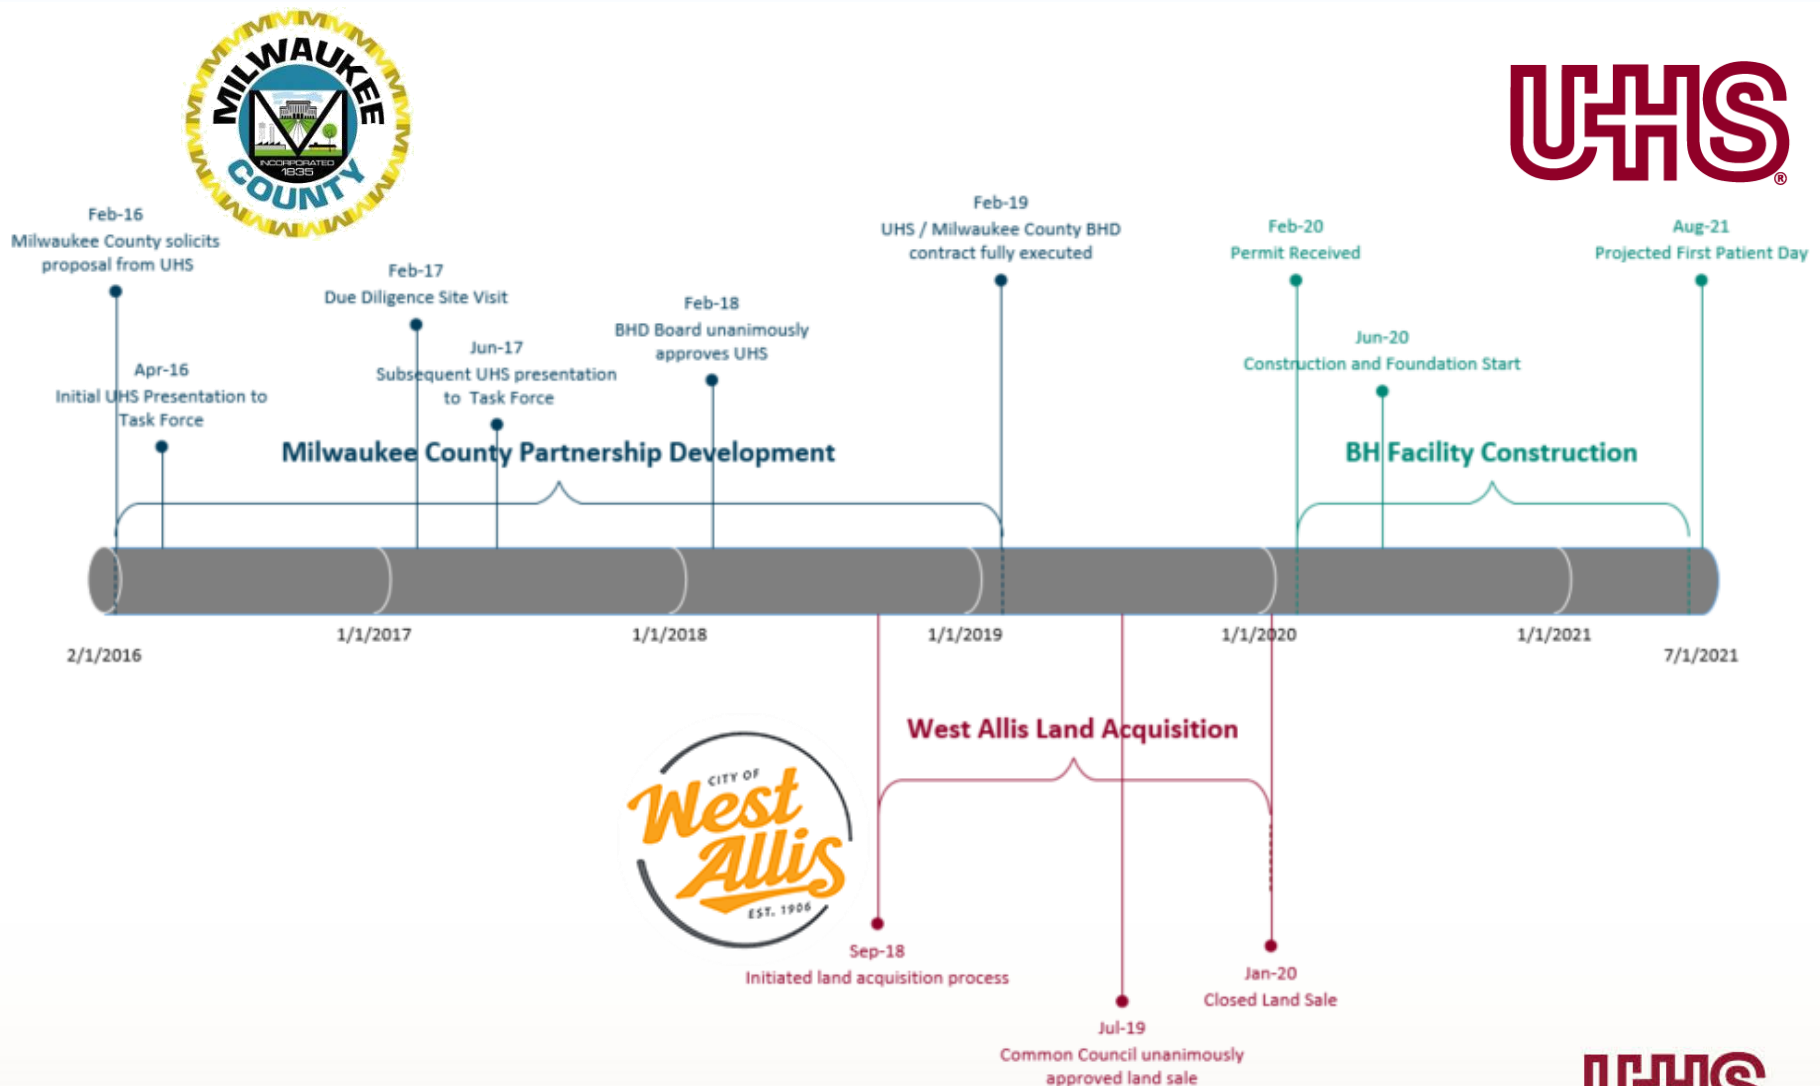 MILWAUKEE
INCORPORATED
1835
COUNTY
UHS
®
Feb-16
Milwaukee County solicits
proposal from UHS
Apr-16
Initial UHS Presentation to
Task Force
Feb-17
Due Diligence Site Visit
Jun-17
Subsequent UHS presentation
to Task Force
Feb-18
BHD Board unanimously
approves UHS
Feb-19
UHS / Milwaukee County BHD
contract fully executed
Feb-20
Permit Received
Jun-20
Construction and Foundation Start
Aug-21
Projected First Patient Day
Milwaukee County Partnership Development
BH Facility Construction
2/1/2016
1/1/2017
1/1/2018
1/1/2019
1/1/2020
1/1/2021
7/1/2021
West Allis Land Acquisition
CITY OF
West
Allis
EST. 1906
Sep-18
Initiated land acquisition process
Jul-19
Common Council unanimously
approved land sale
Jan-20
Closed Land Sale
UHS